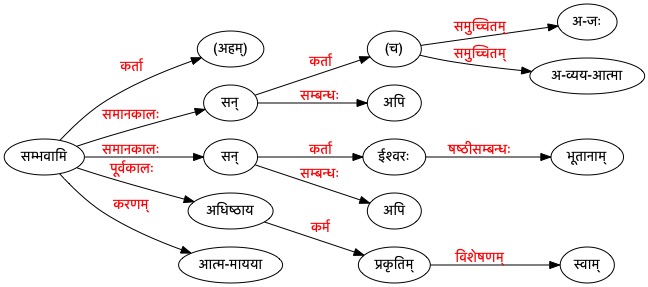 समुच्चितम् अ-जः
कर्ता (अहम्) कर्ता (च) समुच्चितम् अ-व्यय-आत्मा
समानकालः सन् सम्बन्धः अपि
सम्भवामि समानकालः सन् कर्ता ईश्वरः षष्ठीसम्बन्धः भूतानाम्
पूर्वकालः अधिष्ठाय सम्बन्धः अपि
करणम् आत्म-मायया कर्म प्रकृतिम् विशेषणम् स्वाम्